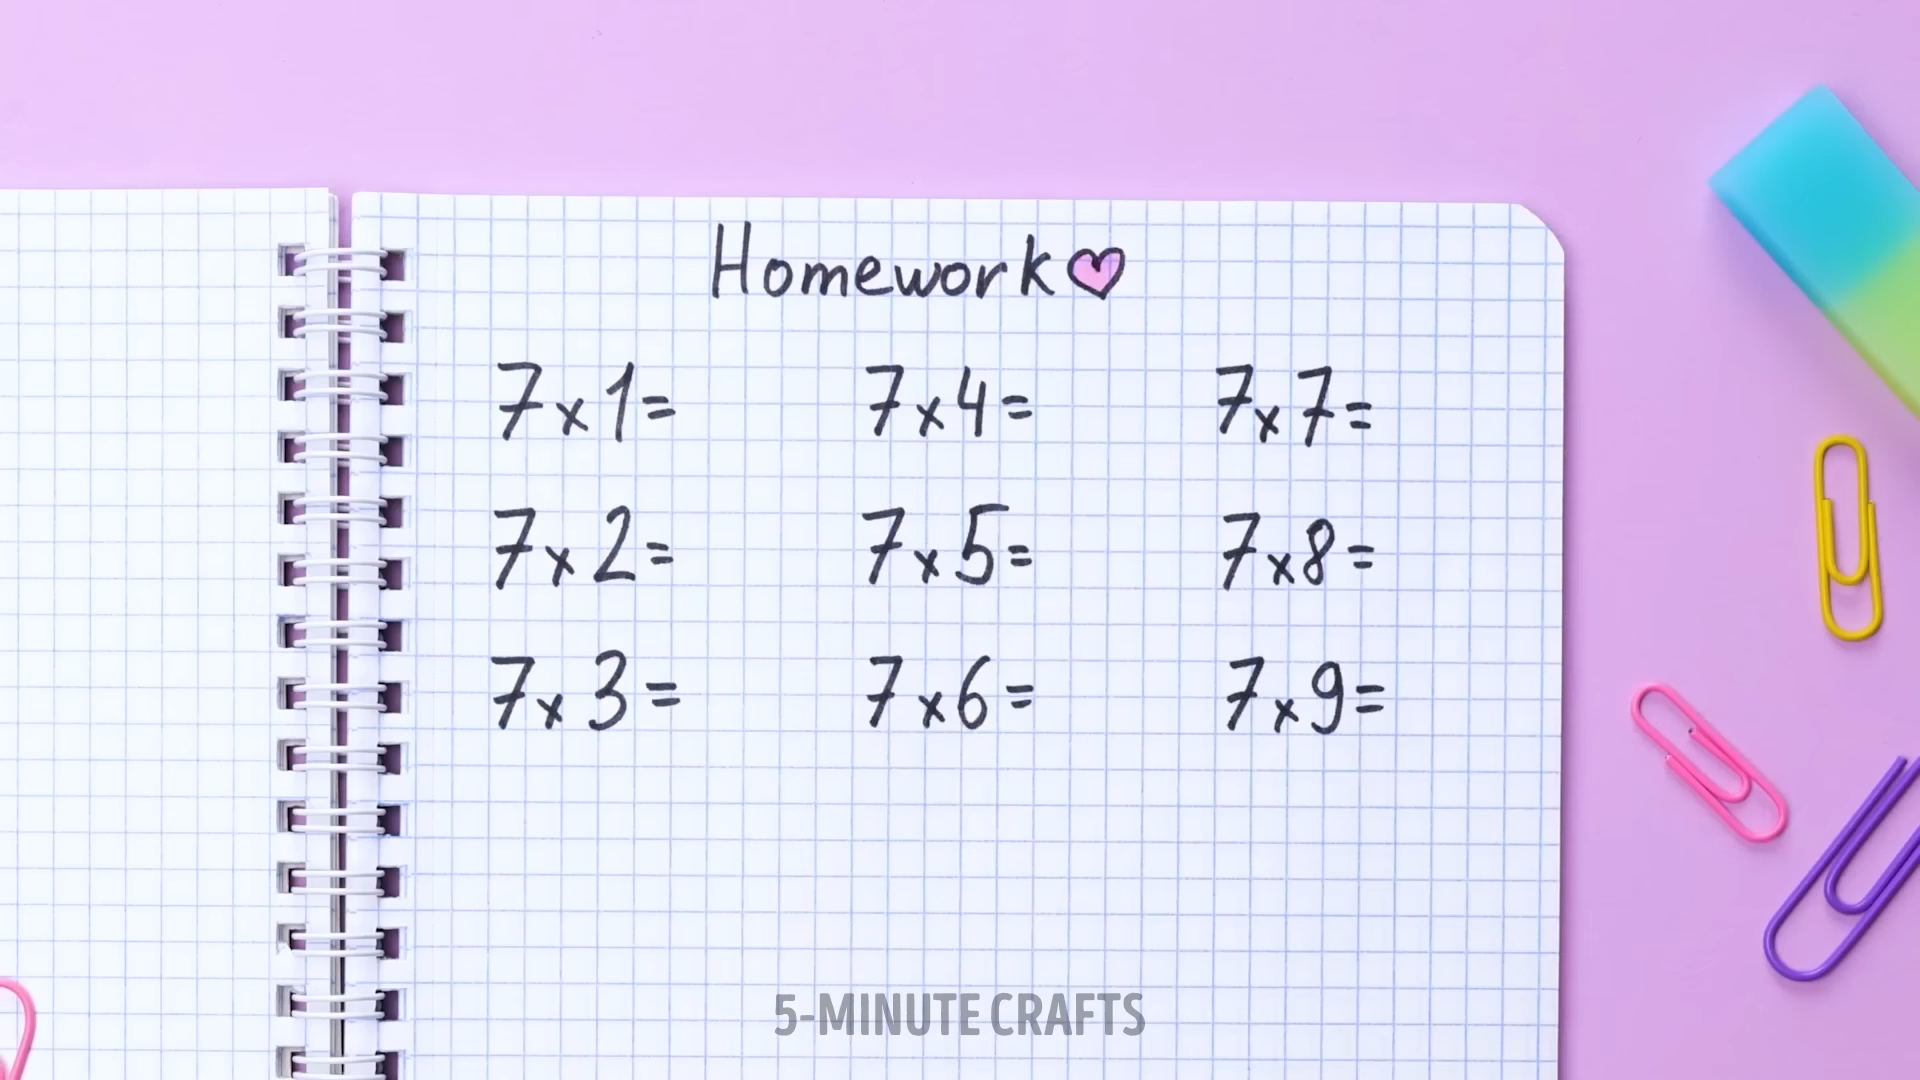 Homework
7x1= 7x4= 7x7=
7x2= 7x5= 7x8=
7x3= 7x6= 7x9=
5-MINUTE CRAFTS